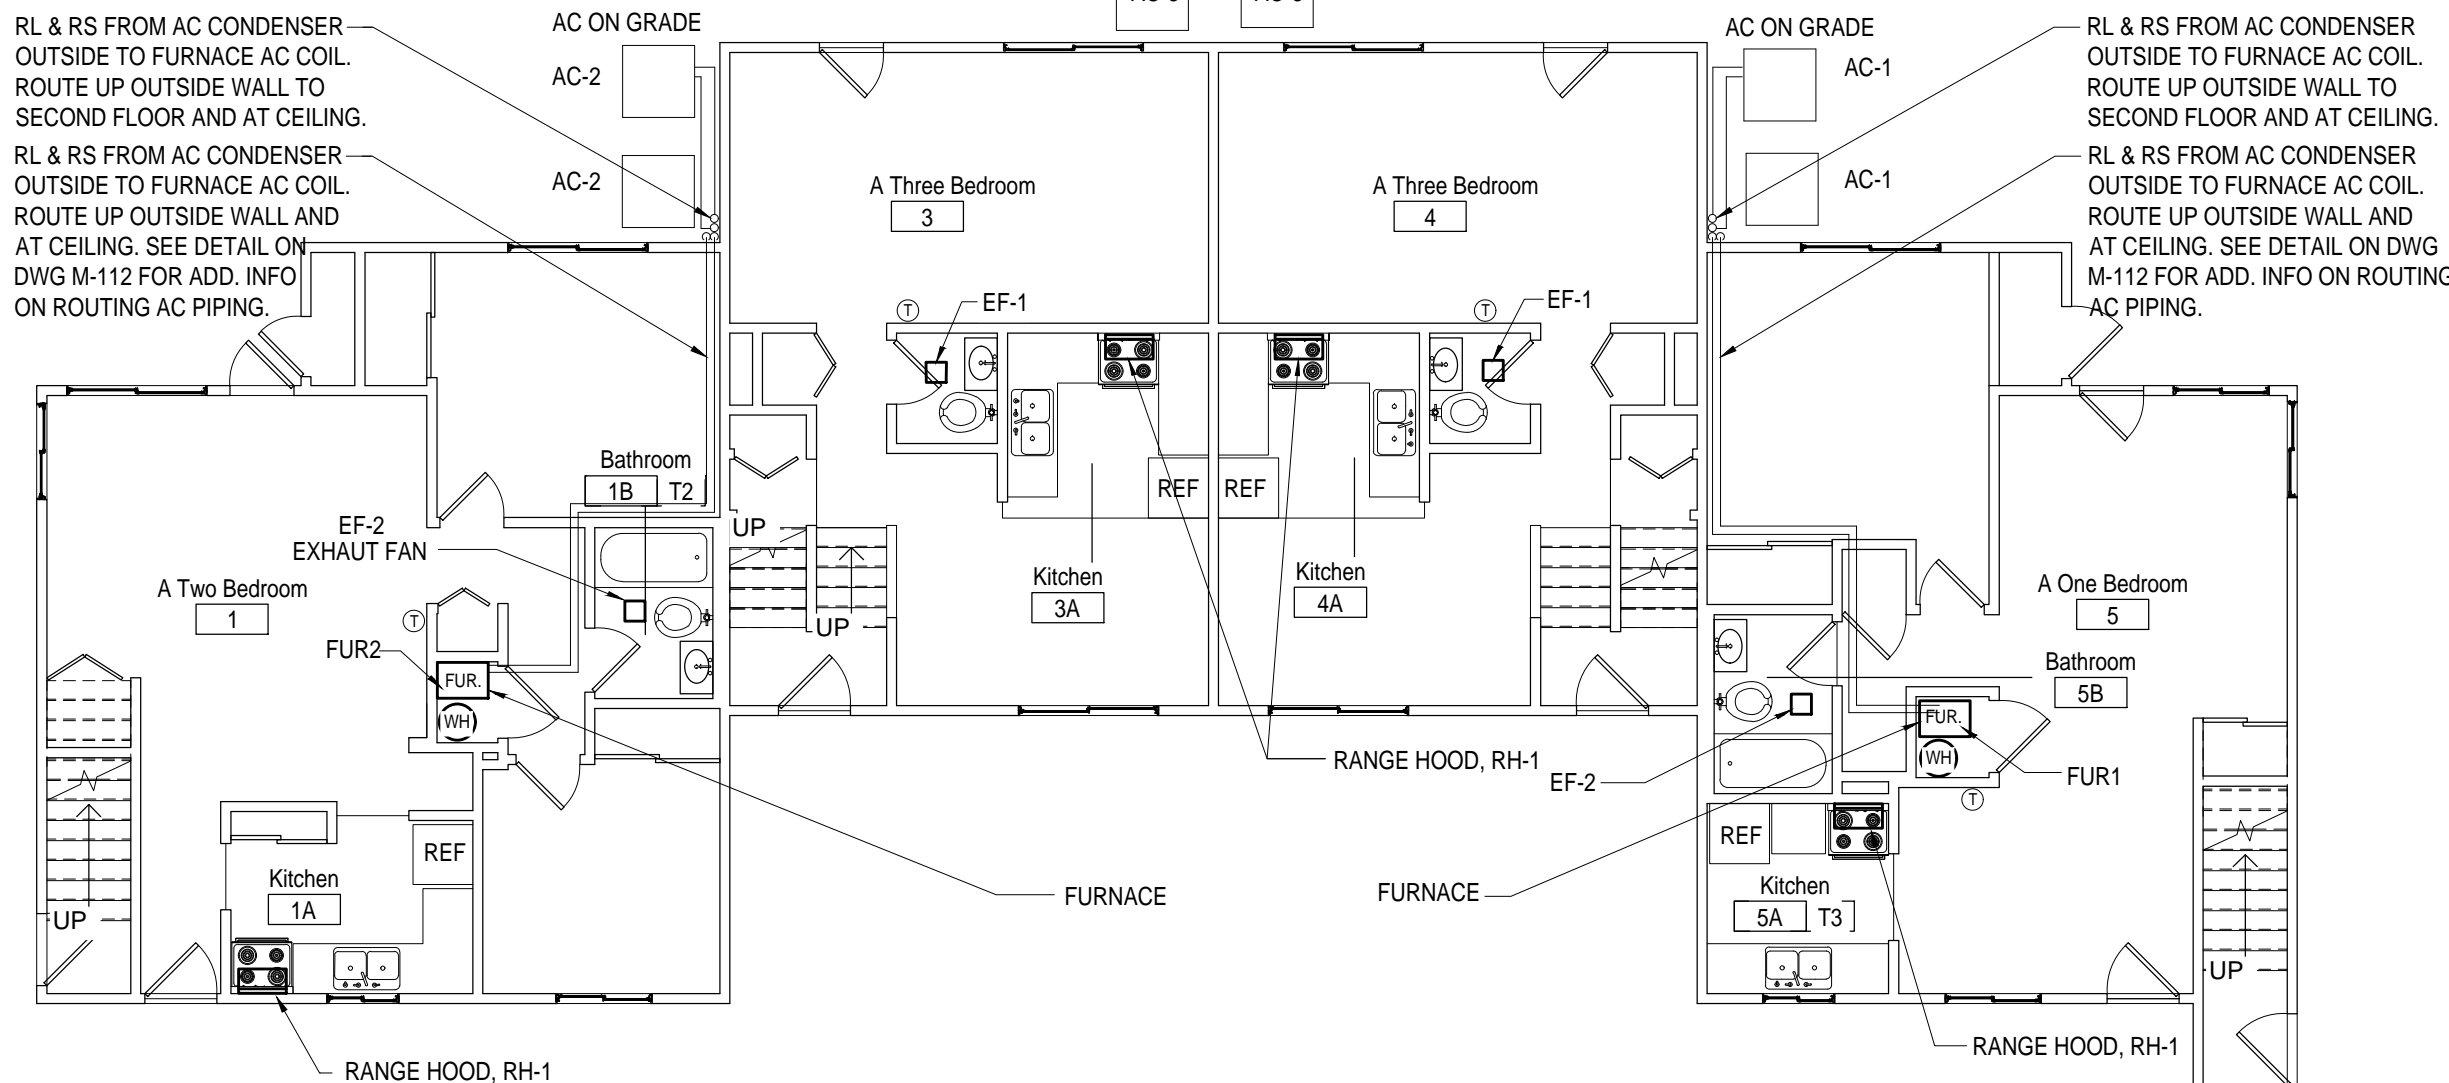 RL & RS FROM AC CONDENSER
OUTSIDE TO FURNACE AC COIL.
ROUTE UP OUTSIDE WALL TO
SECOND FLOOR AND AT CEILING.
RL & RS FROM AC CONDENSER
OUTSIDE TO FURNACE AC COIL.
ROUTE UP OUTSIDE WALL AND
AT CEILING. SEE DETAIL ON
DWG M-112 FOR ADD. INFO
ON ROUTING AC PIPING.
AC ON GRADE
AC-2
AC-2
AC ON GRADE
AC-1
AC-1
RL & RS FROM AC CONDENSER
OUTSIDE TO FURNACE AC COIL.
ROUTE UP OUTSIDE WALL TO
SECOND FLOOR AND AT CEILING.
RL & RS FROM AC CONDENSER
OUTSIDE TO FURNACE AC COIL.
ROUTE UP OUTSIDE WALL AND
AT CEILING. SEE DETAIL ON DWG
M-112 FOR ADD. INFO ON ROUTING
AC PIPING.
A Three Bedroom
3
A Three Bedroom
4
T
EF-1
T
EF-1
Bathroom
1B T2
REF
REF
UP
EF-2
EXHAUT FAN
A Two Bedroom
1
T
Kitchen
3A
Kitchen
4A
UP
A One Bedroom
5
FUR2
FUR.
WH
Bathroom
5B
FUR.
WH
RANGE HOOD, RH-1
EF-2
FUR1
T
REF
REF
Kitchen
1A
UP
FURNACE
FURNACE
Kitchen
5A T3
UP
RANGE HOOD, RH-1
RANGE HOOD, RH-1